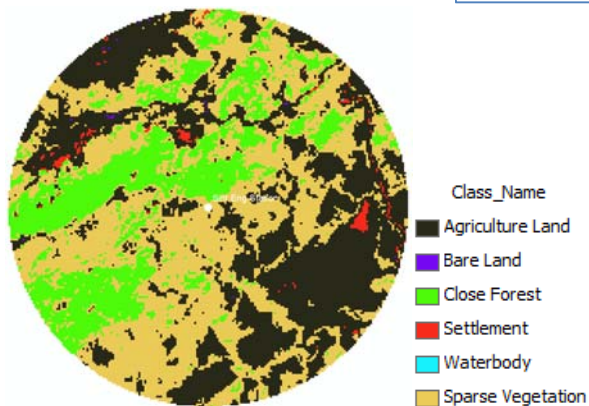 Class_Name
Agriculture Land
Bare Land
Close Forest
Settlement
Waterbody
Sparse Vegetation